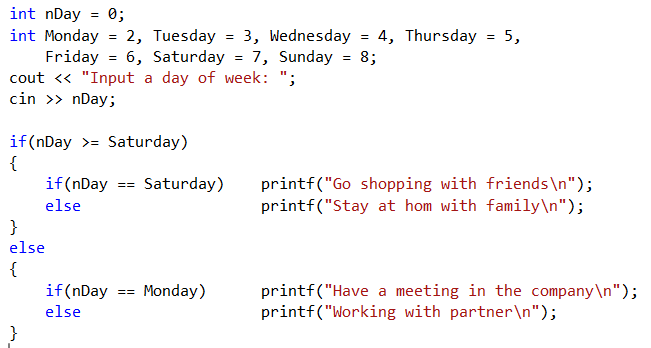 int nDay = 0;
int Monday = 2, Tuesday = 3, Wednesday = 4, Thursday = 5,
    Friday = 6, Saturday = 7, Sunday = 8;
cout << "Input a day of week: ";
cin >> nDay;

if(nDay >= Saturday)
{
    if(nDay == Saturday)    printf("Go shopping with friends\n");
    else                    printf("Stay at hom with family\n");
}
else
{
    if(nDay == Monday)      printf("Have a meeting in the company\n");
    else                    printf("Working with partner\n");
}